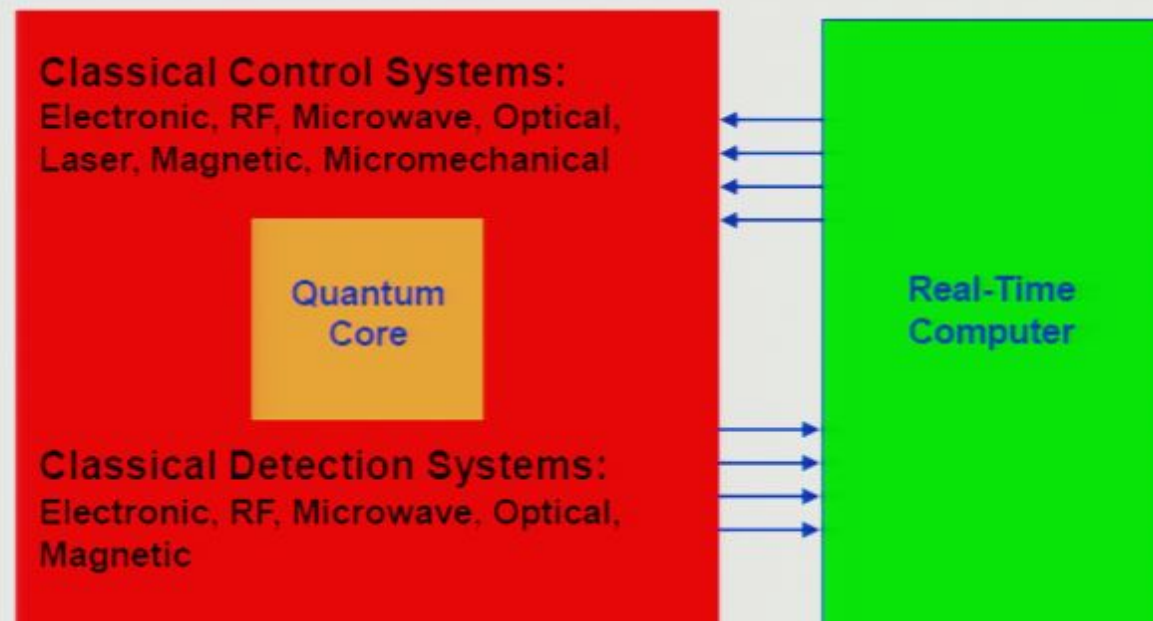 Classical Control Systems:
Electronic, RF, Microwave, Optical,
Laser, Magnetic, Micromechanical
Quantum
Core
Real-Time
Computer
Classical Detection Systems:
Electronic, RF, Microwave, Optical,
Magnetic